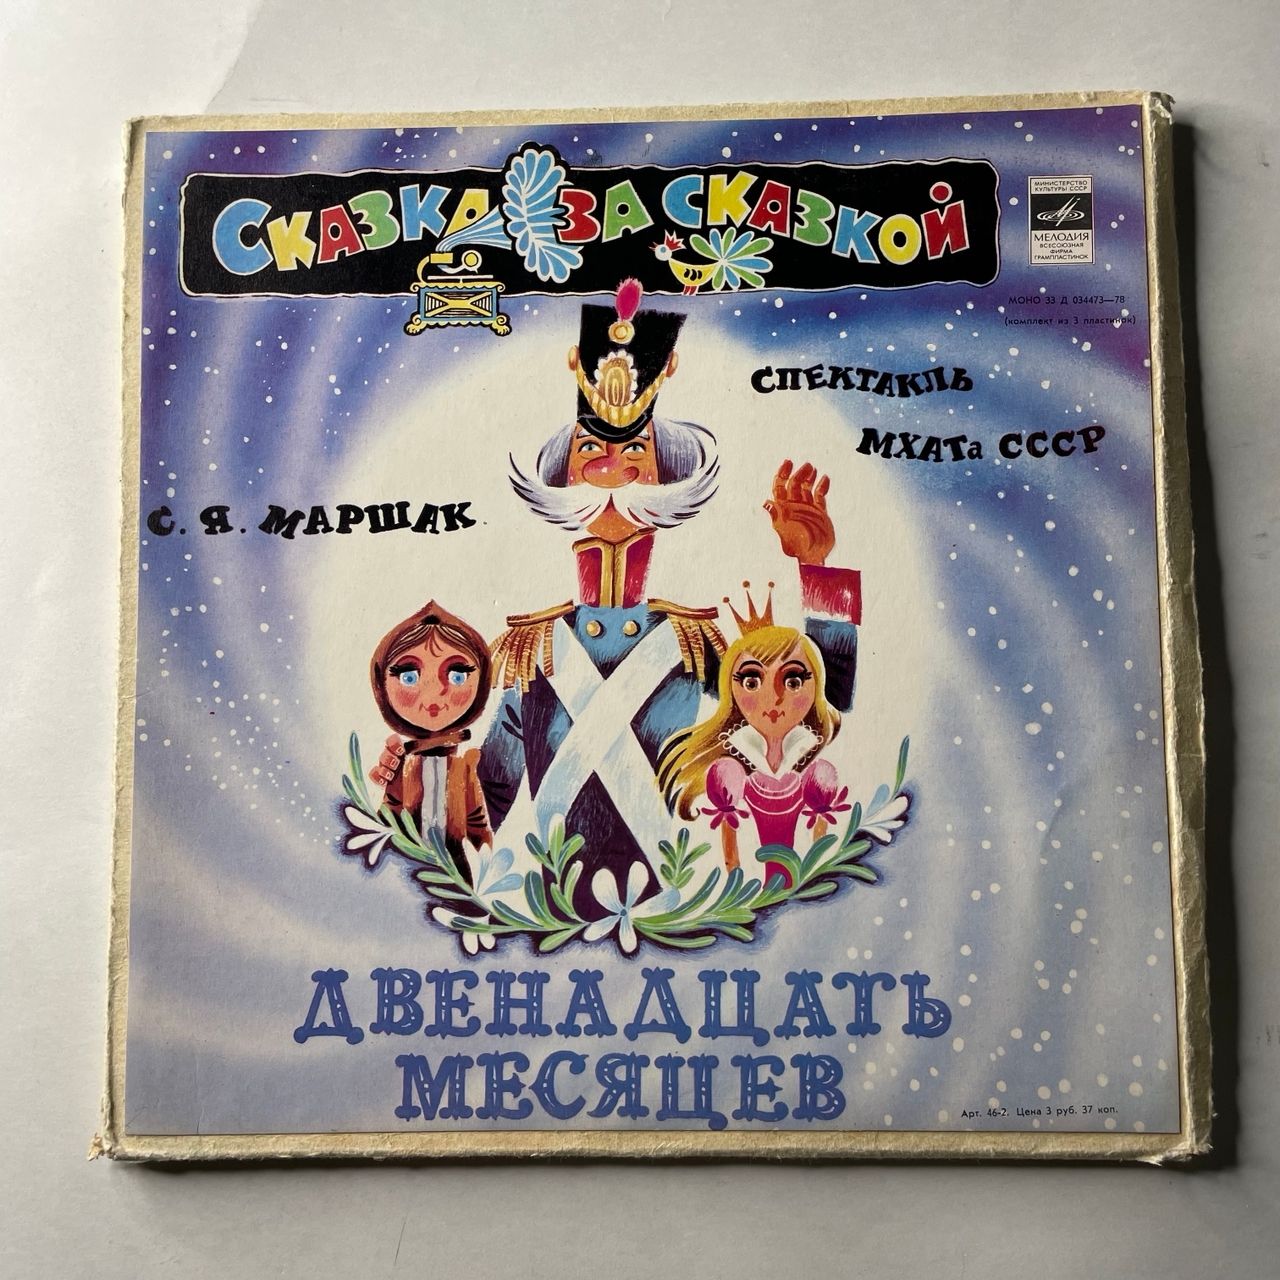 Сказка за сказкой
МИНИСТЕРСТВО
КУЛЬТУРЫ СССР
МЕЛОДИЯ
ВСЕСОЮЗНАЯ
ФИРМА
ГРАМПЛАСТИНОК
МОНО 33 Д 034473—78
(комплект из 3 пластинок)
СПЕКТАКЛЬ
МХАТа СССР
С. Я. МАРШАК
ДВЕНАДЦАТЬ
МЕСЯЦЕВ
Арт. 46-2. Цена 3 руб. 37 коп.